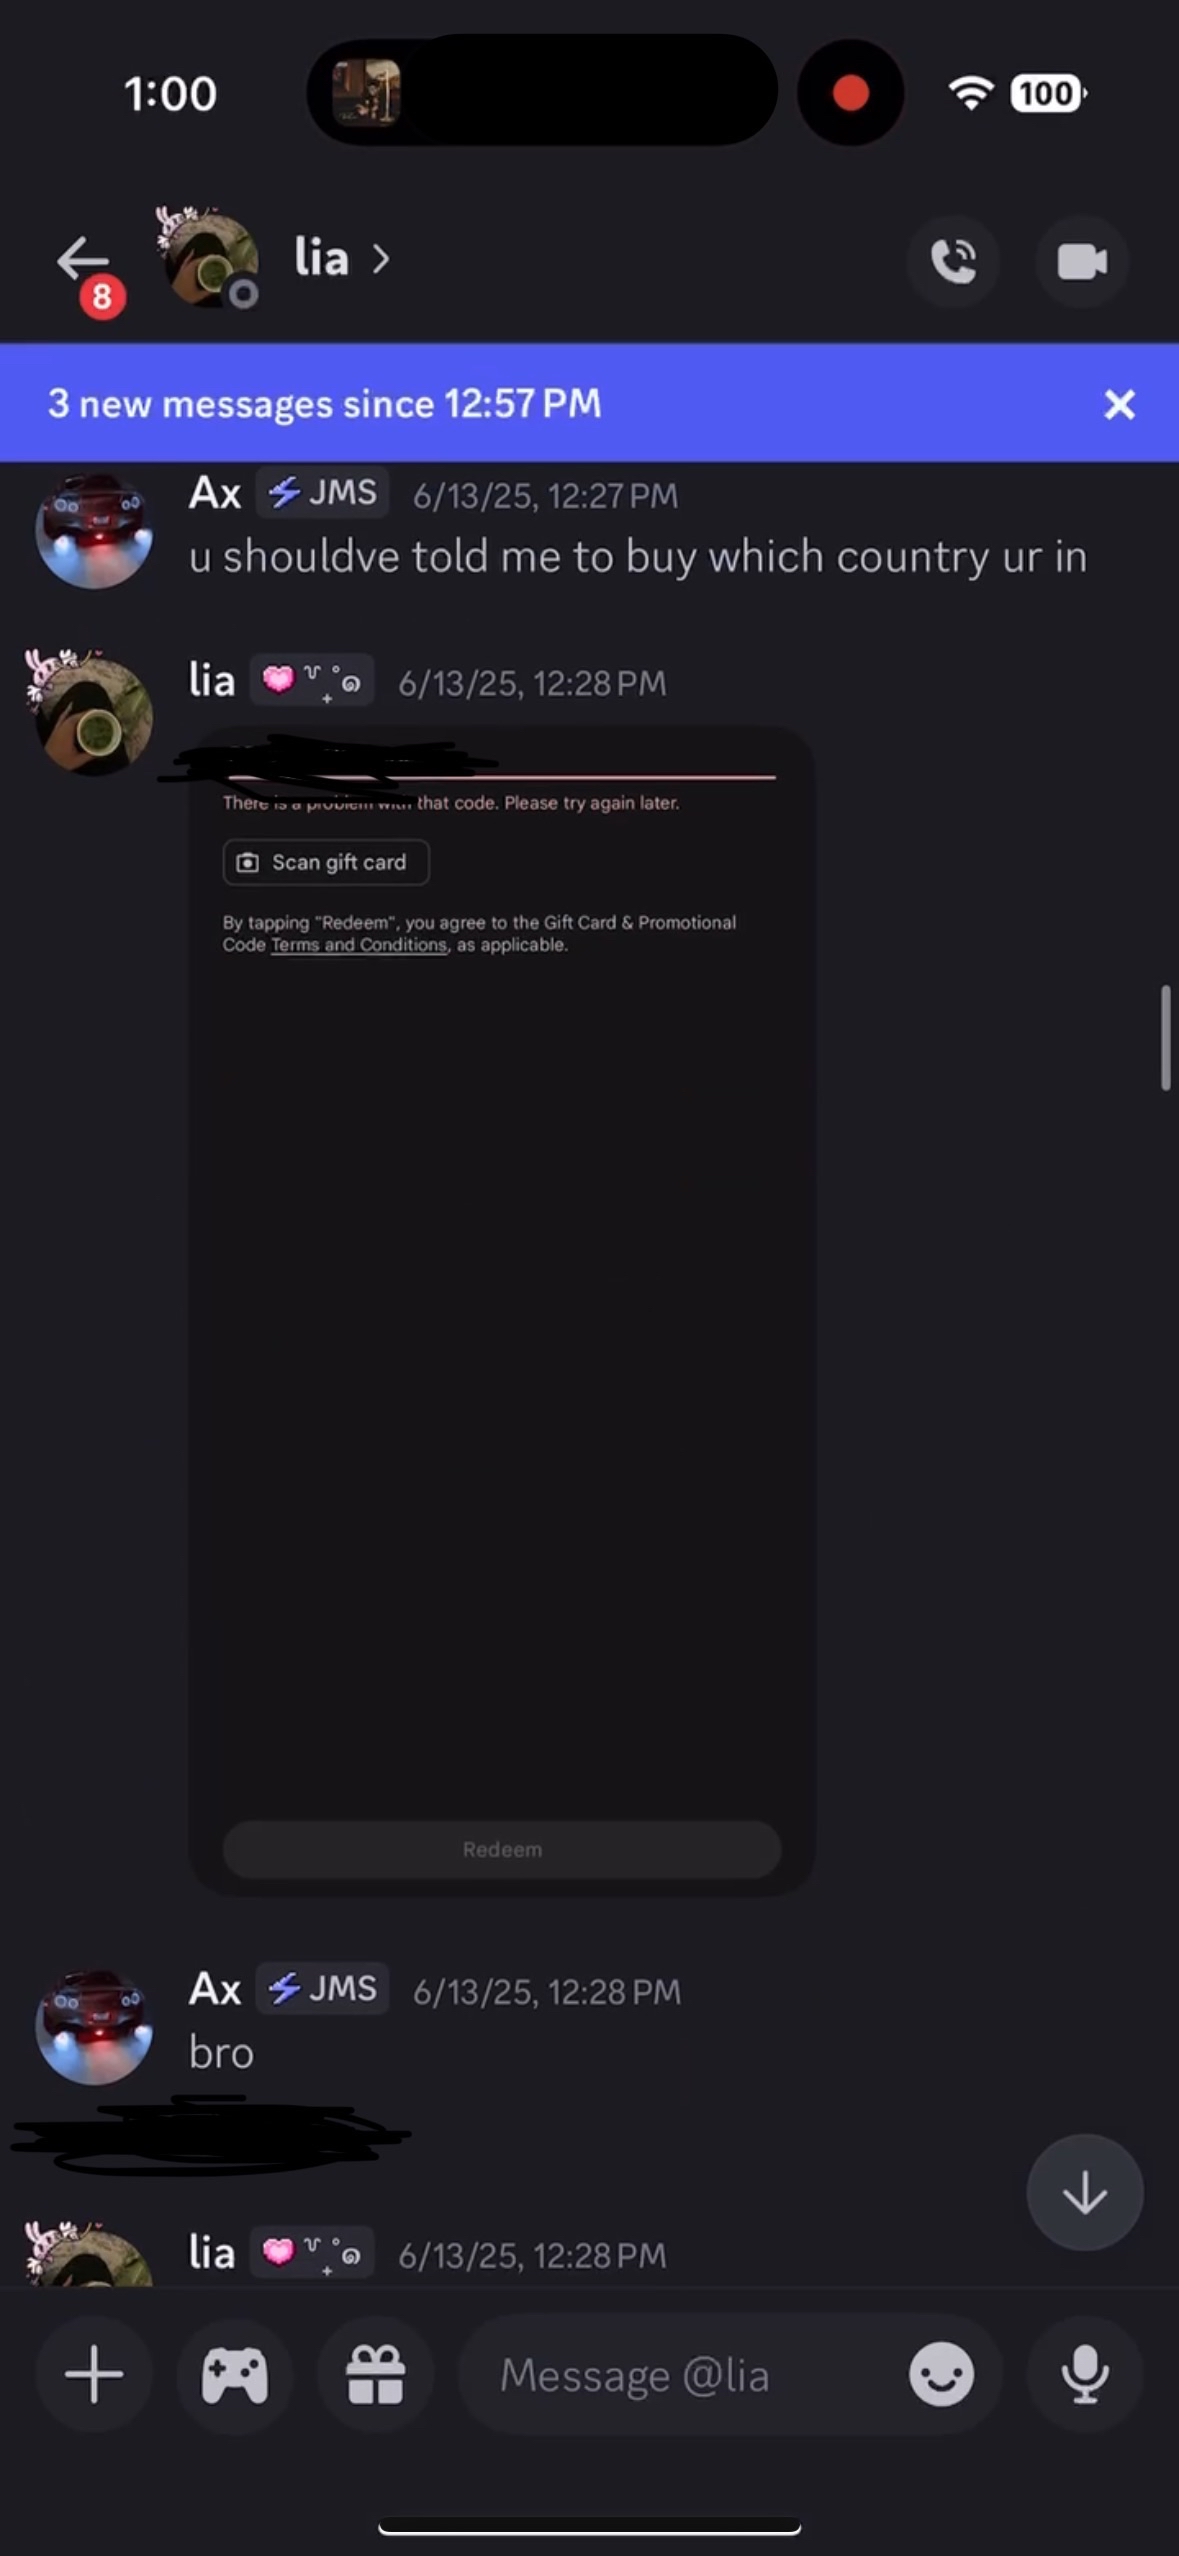 1:00
100
8
lia
3 new messages since 12:57 PM
Ax JMS 6/13/25, 12:27 PM
u shouldve told me to buy which country ur in
lia 6/13/25, 12:28 PM
There is a problem with that code. Please try again later.
Scan gift card
By tapping "Redeem", you agree to the Gift Card & Promotional
Code Terms and Conditions, as applicable.
Redeem
Ax JMS 6/13/25, 12:28 PM
bro
lia 6/13/25, 12:28 PM
Message @lia